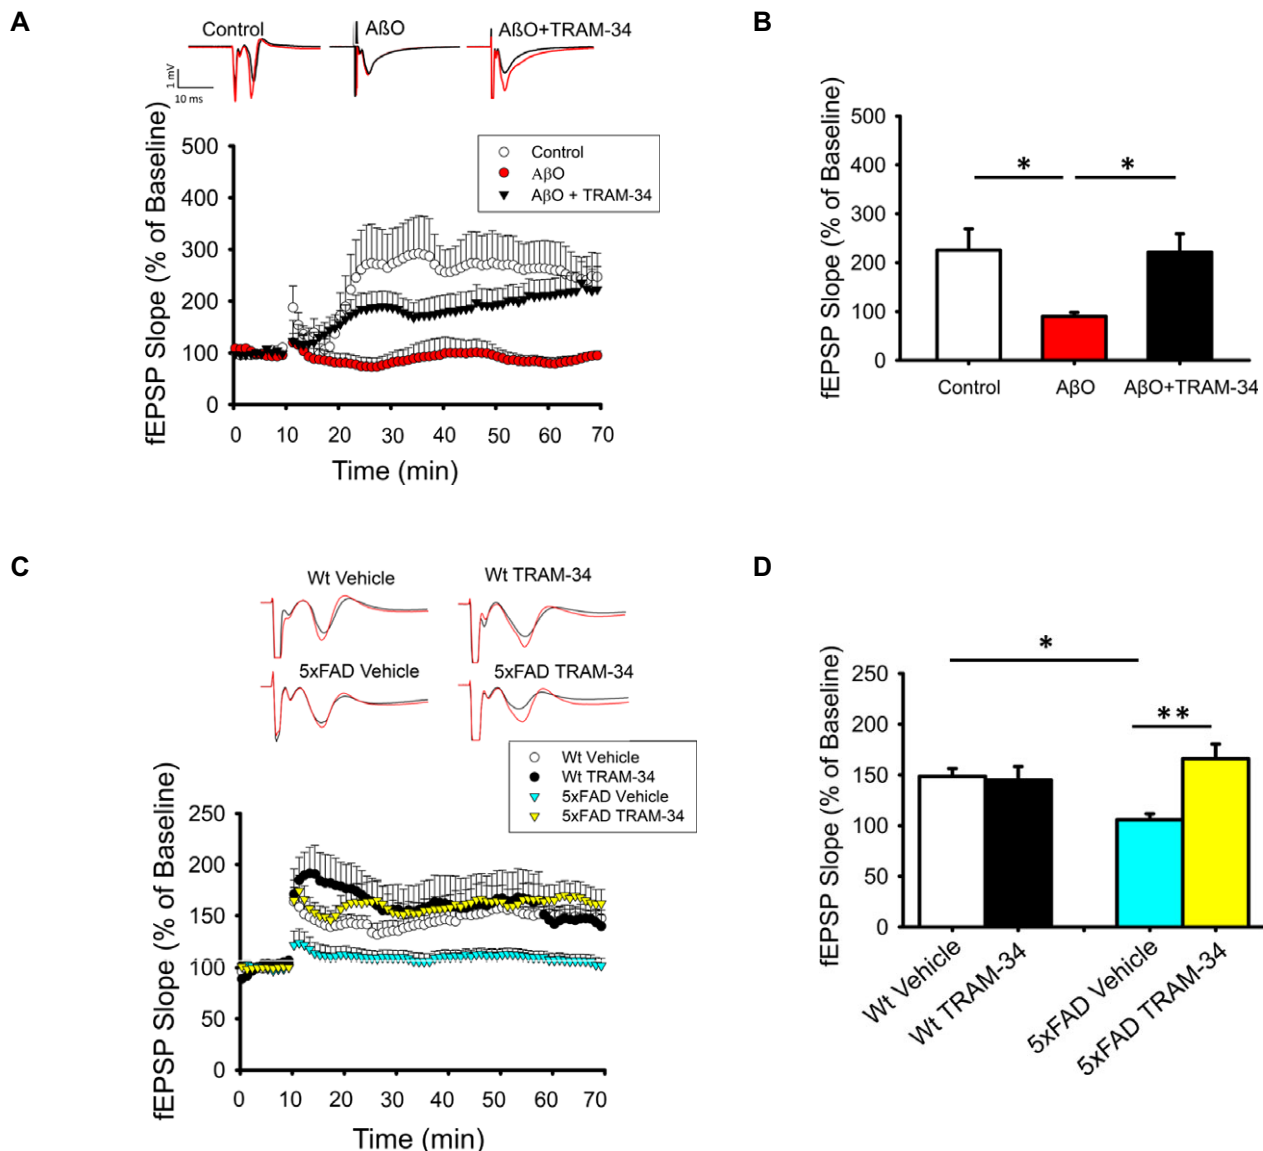 A
Control
AßO
AßO+TRAM-34
1 mV
10 ms
fEPSP Slope (% of Baseline)
500
400
300
200
100
0
Control
AβO
AβO + TRAM-34
0 10 20 30 40 50 60 70
Time (min)
B
fEPSP Slope (% of Baseline)
500
400
300
200
100
0
* *
Control AβO AβO+TRAM-34
C
Wt Vehicle
Wt TRAM-34
5xFAD Vehicle
5xFAD TRAM-34
Wt Vehicle
Wt TRAM-34
5xFAD Vehicle
5xFAD TRAM-34
fEPSP Slope (% of Baseline)
250
200
150
100
50
0
0 10 20 30 40 50 60 70
Time (min)
D
fEPSP Slope (% of Baseline)
250
200
150
100
50
0
*
**
Wt Vehicle
Wt TRAM-34
5xFAD Vehicle
5xFAD TRAM-34